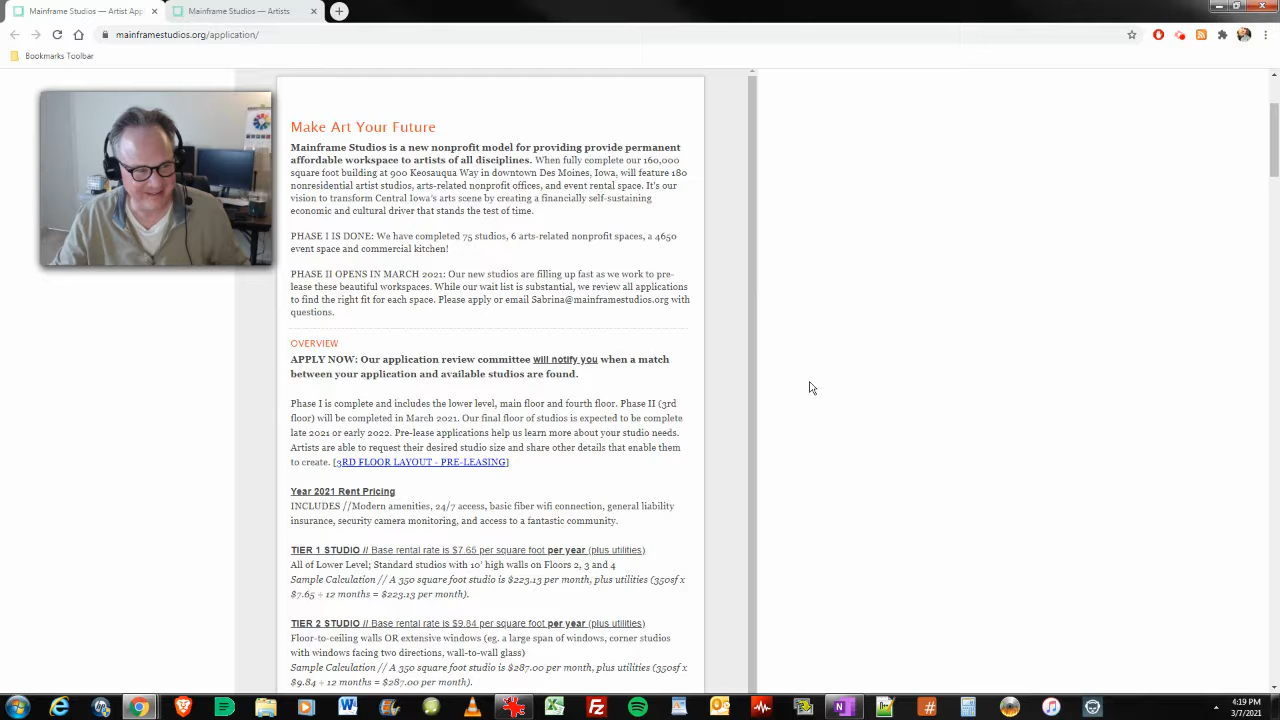 Mainframe Studios — Artist App
Mainframe Studios — Artists
mainframestudios.org/application/
Bookmarks Toolbar
Make Art Your Future
Mainframe Studios is a new nonprofit model for providing provide permanent
affordable workspace to artists of all disciplines. When fully complete our 160,000
square foot building at 900 Keosauqua Way in downtown Des Moines, Iowa, will feature 180
nonresidential artist studios, arts-related nonprofit offices, and event rental space. It's our
vision to transform Central Iowa's arts scene by creating a financially self-sustaining
economic and cultural driver that stands the test of time.
PHASE I IS DONE: We have completed 75 studios, 6 arts-related nonprofit spaces, a 4650
event space and commercial kitchen!
PHASE II OPENS IN MARCH 2021: Our new studios are filling up fast as we work to pre-
lease these beautiful workspaces. While our wait list is substantial, we review all applications
to find the right fit for each space. Please apply or email Sabrina@mainframestudios.org with
questions.
OVERVIEW
APPLY NOW: Our application review committee will notify you when a match
between your application and available studios are found.
Phase I is complete and includes the lower level, main floor and fourth floor. Phase II (3rd
floor) will be completed in March 2021. Our final floor of studios is expected to be complete
late 2021 or early 2022. Pre-lease applications help us learn more about your studio needs.
Artists are able to request their desired studio size and share other details that enable them
to create. [3RD FLOOR LAYOUT - PRE-LEASING]
Year 2021 Rent Pricing
INCLUDES //Modern amenities, 24/7 access, basic fiber wifi connection, general liability
insurance, security camera monitoring, and access to a fantastic community.
TIER 1 STUDIO // Base rental rate is $7.65 per square foot per year (plus utilities)
All of Lower Level; Standard studios with 10' high walls on Floors 2, 3 and 4
Sample Calculation // A 350 square foot studio is $223.13 per month, plus utilities (350sf x
$7.65 ÷ 12 months = $223.13 per month).
TIER 2 STUDIO // Base rental rate is $9.84 per square foot per year (plus utilities)
Floor-to-ceiling walls OR extensive windows (eg. a large span of windows, corner studios
with windows facing two directions, wall-to-wall glass)
Sample Calculation // A 350 square foot studio is $287.00 per month, plus utilities (350sf x
$9.84 ÷ 12 months = $287.00 per month).
4:19 PM
3/7/2021